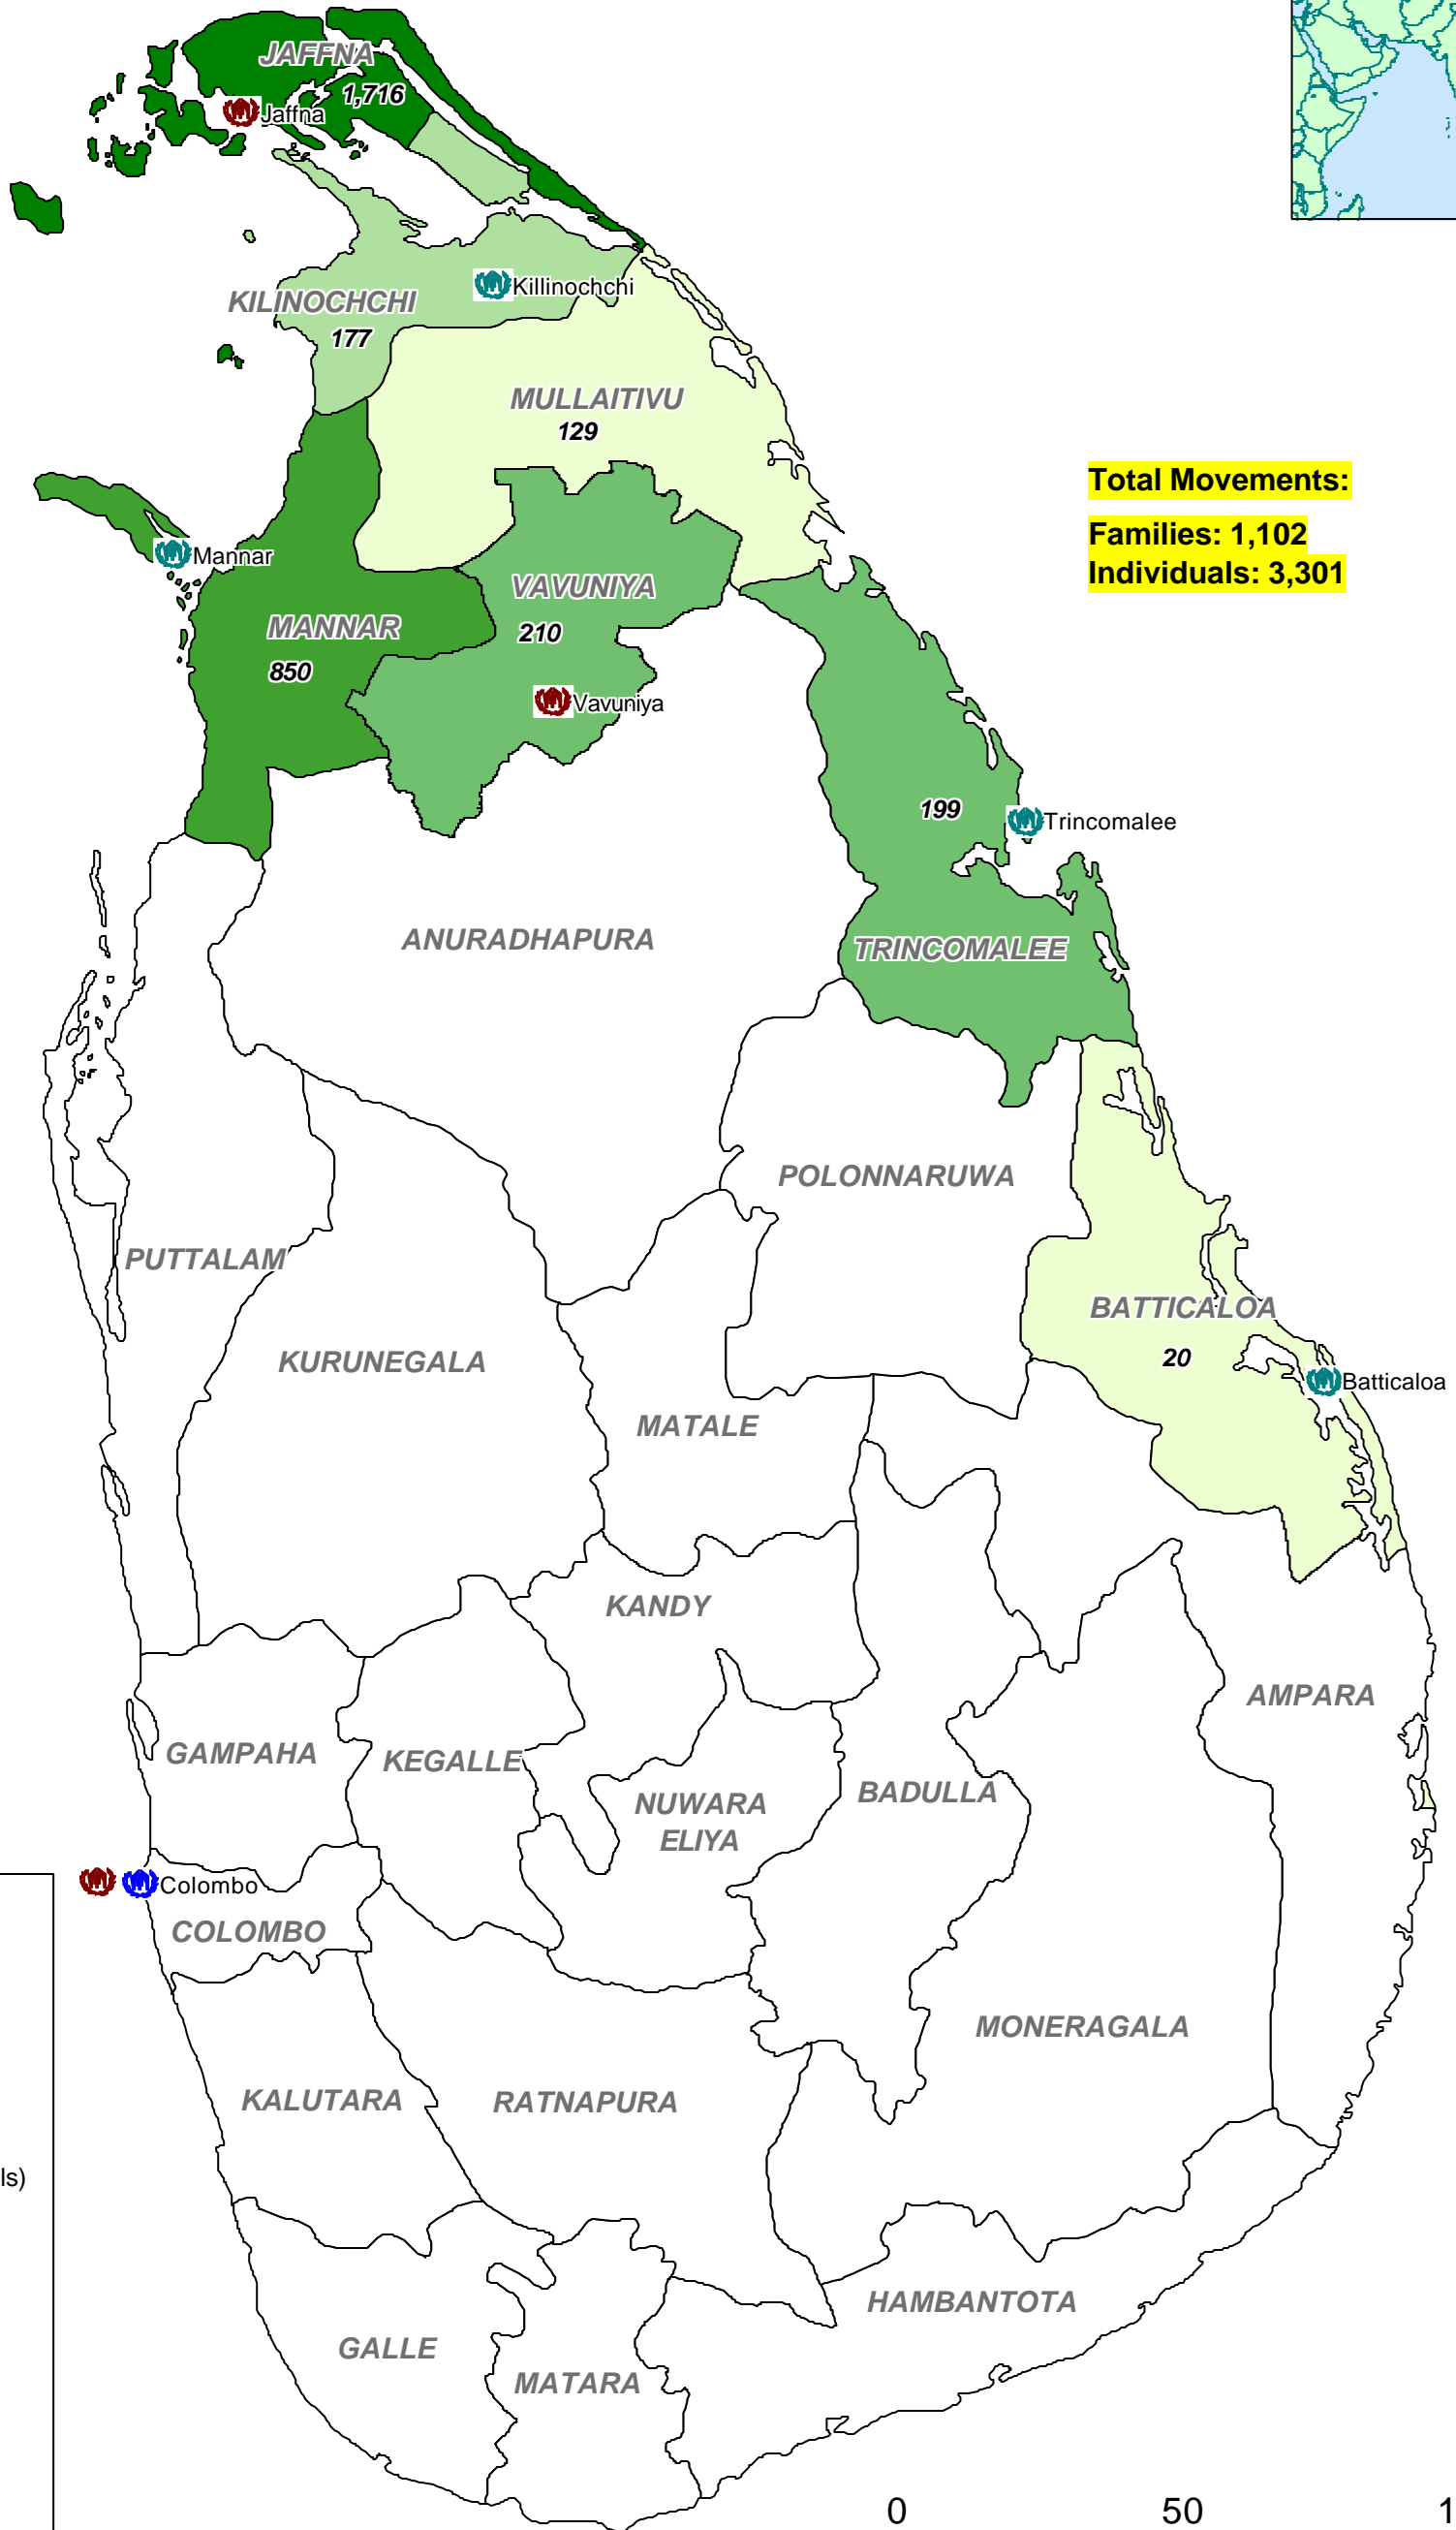 JAFFNA
1,716
Jaffna
Killinochchi
KILINOCHCHI
177
MULLAITIVU
129
Total Movements:
Families: 1,102
Individuals: 3,301
Mannar
VAVUNIYA
MANNAR
210
850
Vavuniya
199
Trincomalee
ANURADHAPURA
TRINCOMALEE
POLONNARUWA
PUTTALAM
BATTICALOA
20
KURUNEGALA
Batticaloa
MATALE
KANDY
AMPARA
GAMPAHA
KEGALLE
BADULLA
NUWARA
ELIYA
Colombo
COLOMBO
MONERAGALA
KALUTARA
RATNAPURA
ls)
HAMBANTOTA
GALLE
MATARA
0 50 1